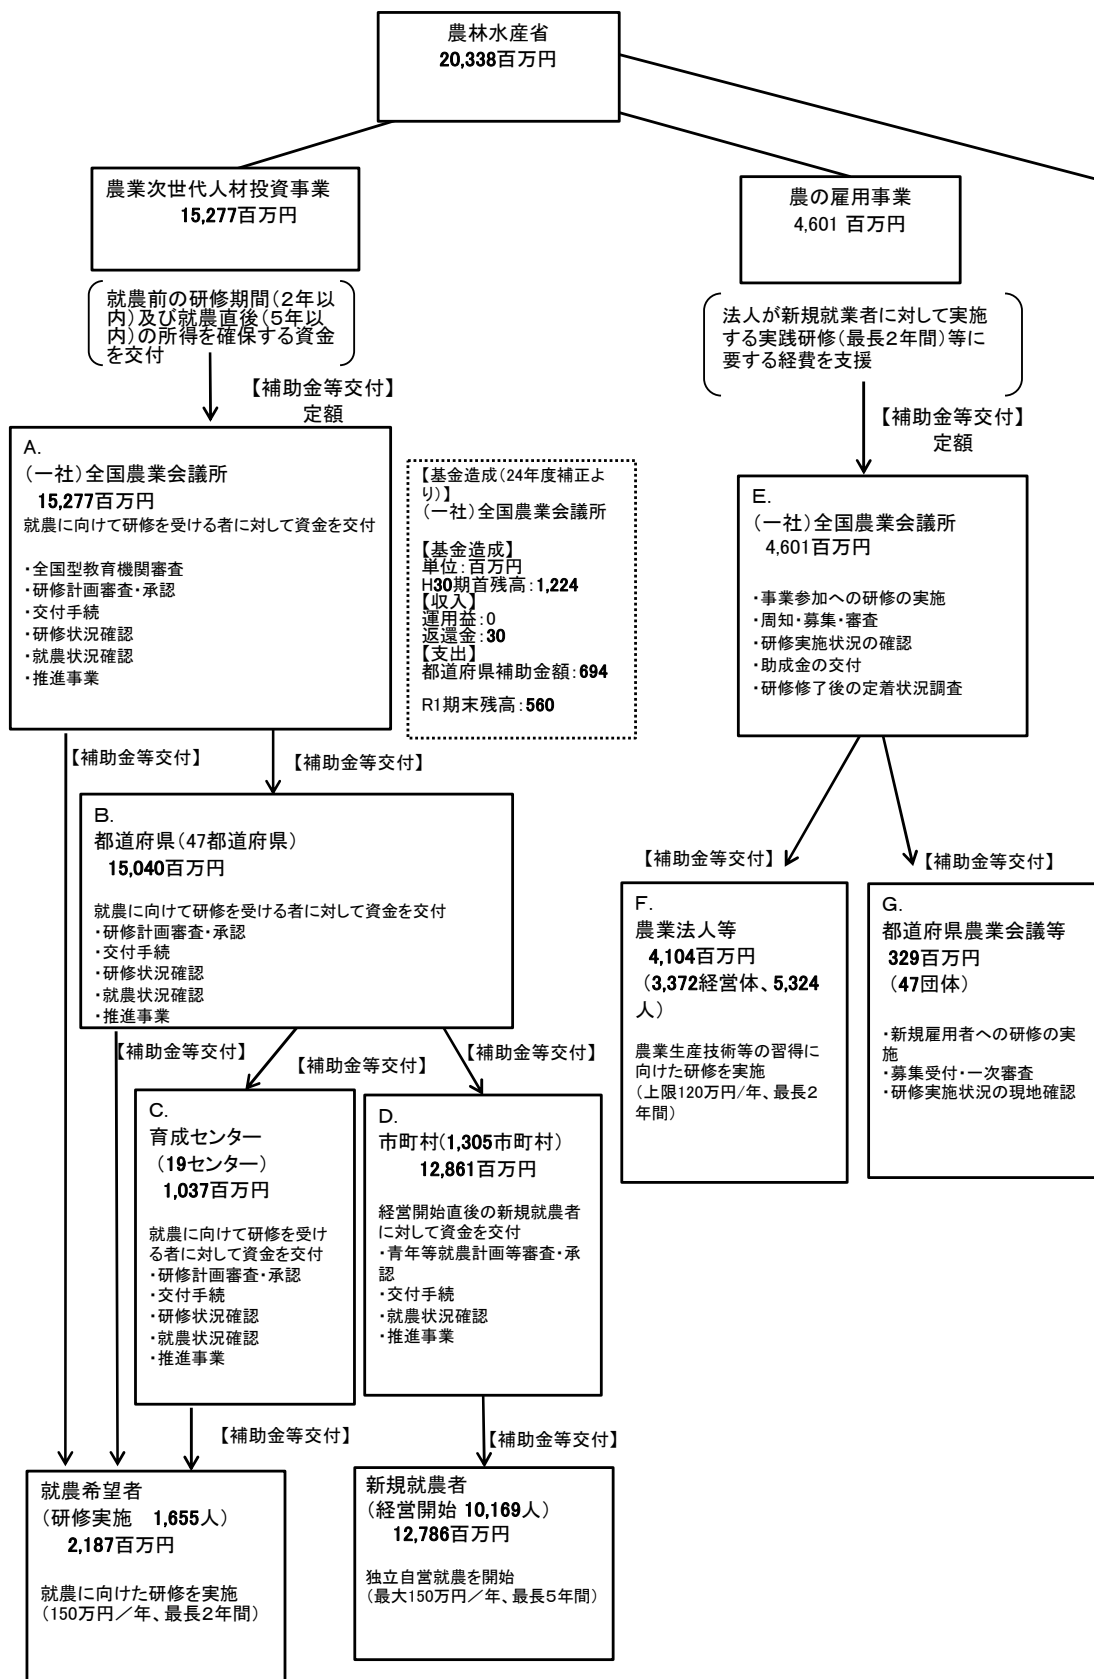 農林水産省
20,338百万円
農業次世代人材投資事業
15,277百万円
就農前の研修期間(2年以
内)及び就農直後(5年以
内)の所得を確保する資金
を交付
【補助金等交付】
定額
A.
(一社)全国農業会議所
15,277百万円
就農に向けて研修を受ける者に対して資金を交付
・全国型教育機関審査
・研修計画審査・承認
・交付手続
・研修状況確認
・就農状況確認
・推進事業
【基金造成(24年度補正よ
り)】
(一社)全国農業会議所
【基金造成】
単位:百万円
H30期首残高:1,224
【収入】
運用益:0
返還金:30
【支出】
都道府県補助金額:694
R1期末残高:560
【補助金等交付】
【補助金等交付】
B.
都道府県(47都道府県)
15,040百万円
就農に向けて研修を受ける者に対して資金を交付
・研修計画審査・承認
・交付手続
・研修状況確認
・就農状況確認
・推進事業
【補助金等交付】
【補助金等交付】
C.
育成センター
(19センター)
1,037百万円
就農に向けて研修を受け
る者に対して資金を交付
・研修計画審査・承認
・交付手続
・研修状況確認
・就農状況確認
・推進事業
D.
市町村(1,305市町村)
12,861百万円
経営開始直後の新規就農者
に対して資金を交付
・青年等就農計画等審査・承
認
・交付手続
・就農状況確認
・推進事業
【補助金等交付】
【補助金等交付】
就農希望者
(研修実施 1,655人)
2,187百万円
就農に向けた研修を実施
(150万円/年、最長2年間)
新規就農者
(経営開始 10,169人)
12,786百万円
独立自営就農を開始
(最大150万円/年、最長5年間)
農の雇用事業
4,601 百万円
法人が新規就業者に対して実施
する実践研修(最長2年間)等に
要する経費を支援
【補助金等交付】
定額
E.
(一社)全国農業会議所
4,601百万円
・事業参加への研修の実施
・周知・募集・審査
・研修実施状況の確認
・助成金の交付
・研修修了後の定着状況調査
【補助金等交付】
【補助金等交付】
F.
農業法人等
4,104百万円
(3,372経営体、5,324
人)
農業生産技術等の習得に
向けた研修を実施
(上限120万円/年、最長2
年間)
G.
都道府県農業会議等
329百万円
(47団体)
・新規雇用者への研修の実
施
・募集受付・一次審査
・研修実施状況の現地確認